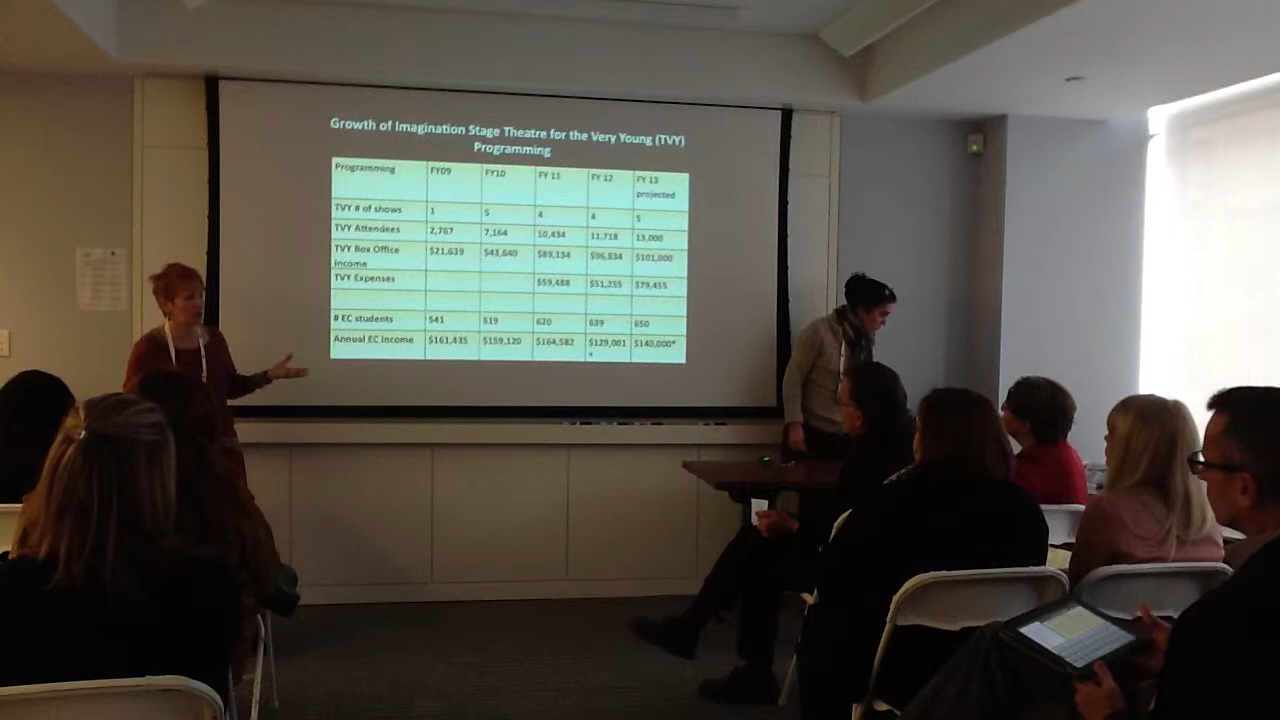 Growth of Imagination Stage Theatre for the Very Young (TVY)
Programming
Programming FY09 FY10 FY 11 FY 12 FY 13
projected
TVY # of shows 1 5 4 4 5
TVY Attendees 2,767 7,164 10,434 11,718 13,000
TVY Box Office $21,639 $43,640 $89,134 $96,834 $101,000
Income
TVY Expenses $59,488 $51,255 $79,455
# EC students 541 519 620 639 650
Annual EC Income $161,435 $159,120 $164,582 $129,001 $140,000*
*